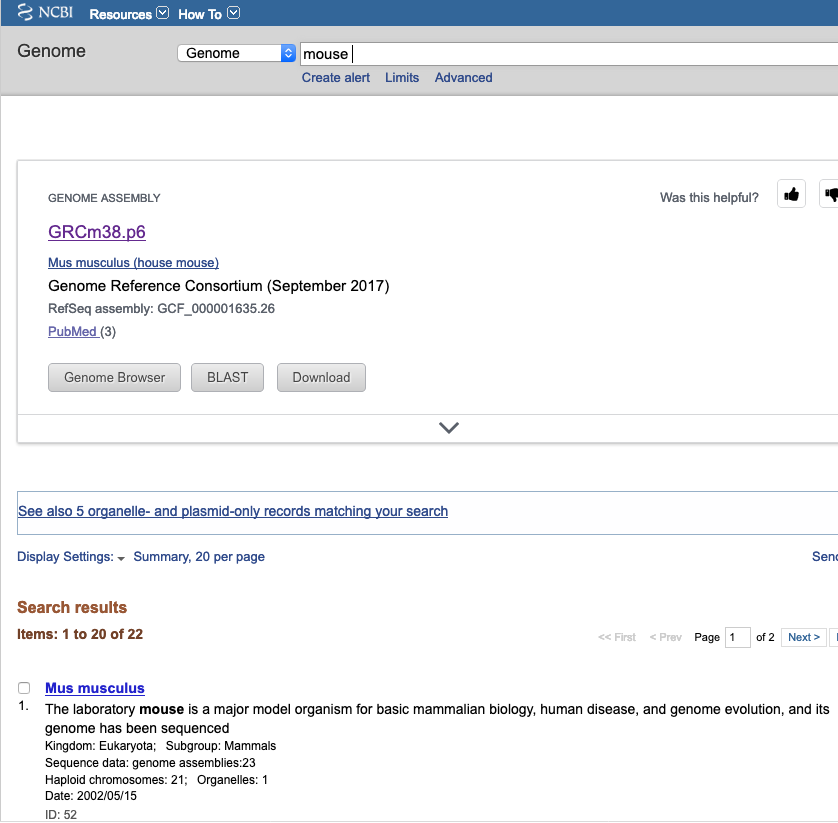 NCBI Resources How To
Genome Genome mouse
Create alert Limits Advanced
GENOME ASSEMBLY Was this helpful?
GRCm38.p6
Mus musculus (house mouse)
Genome Reference Consortium (September 2017)
RefSeq assembly: GCF_000001635.26
PubMed (3)
Genome Browser BLAST Download
See also 5 organelle- and plasmid-only records matching your search
Display Settings: Summary, 20 per page Send
Search results
Items: 1 to 20 of 22
<< First < Prev Page 1 of 2 Next >
Mus musculus
1. The laboratory mouse is a major model organism for basic mammalian biology, human disease, and genome evolution, and its
genome has been sequenced
Kingdom: Eukaryota; Subgroup: Mammals
Sequence data: genome assemblies:23
Haploid chromosomes: 21; Organelles: 1
Date: 2002/05/15
ID: 52